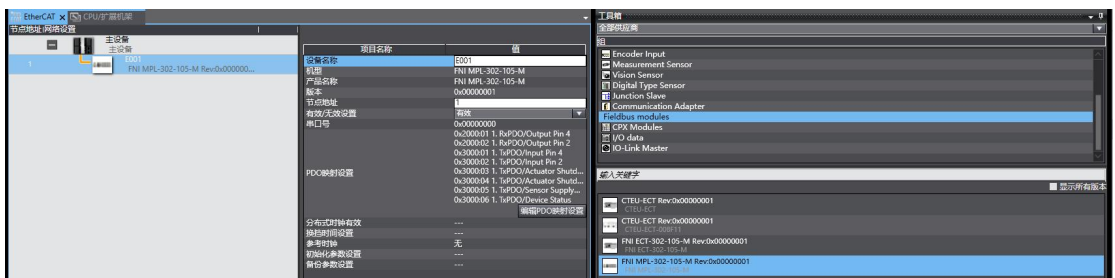 EtherCAT
CPU/扩展机架
节点地址|网络设置
主设备
主设备
1
E001
FNI MPL-302-105-M Rev:0x000000...
项目名称 值
设备名称 E001
机型 FNI MPL-302-105-M
产品名称 FNI MPL-302-105-M
版本 0x00000001
节点地址 1
有效/无效设置 有效
串口号 0x00000000
PDO映射设置
0x2000:01 1. RxPDO/Output Pin 4
0x2000:02 1. RxPDO/Output Pin 2
0x3000:01 1. TxPDO/Input Pin 4
0x3000:02 1. TxPDO/Input Pin 2
0x3000:03 1. TxPDO/Actuator Shutd...
0x3000:04 1. TxPDO/Actuator Shutd...
0x3000:05 1. TxPDO/Sensor Supply...
0x3000:06 1. TxPDO/Device Status
编辑PDO映射设置
分布式时钟有效 ---
换挡时间设置 ---
参考时钟 无
初始化参数设置 ---
备份参数设置 ---
工具箱
全部供应商
组
Encoder Input
Measurement Sensor
Vision Sensor
Digital Type Sensor
Junction Slave
Communication Adapter
Fieldbus modules
CPX Modules
I/O data
IO-Link Master
输入关键字
显示所有版本
CTEU-ECT Rev:0x00000001
CTEU-ECT
CTEU-ECT Rev:0x00000001
CTEU-ECT-008F11
FNI ECT-302-105-M Rev:0x00000001
FNI ECT-302-105-M
FNI MPL-302-105-M Rev:0x00000001
FNI MPL-302-105-M